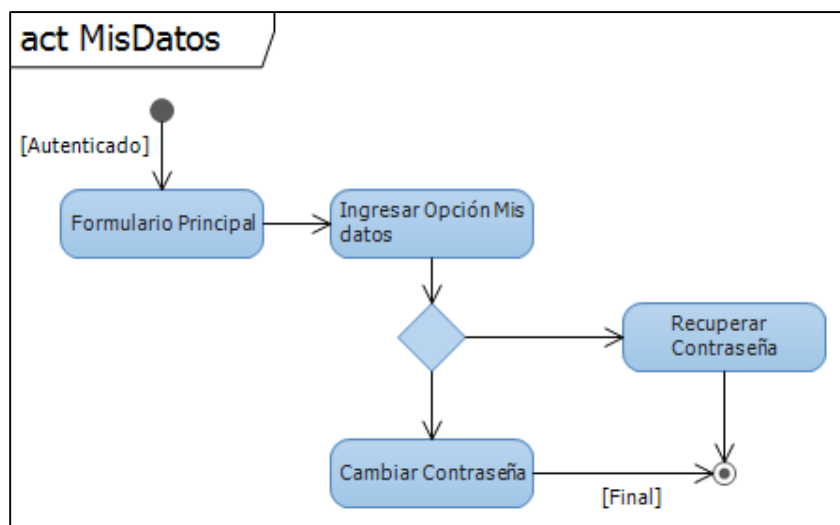 act MisDatos
[Autenticado]
Formulario Principal
Ingresar Opción Mis
datos
Recuperar
Contraseña
Cambiar Contraseña
[Final]